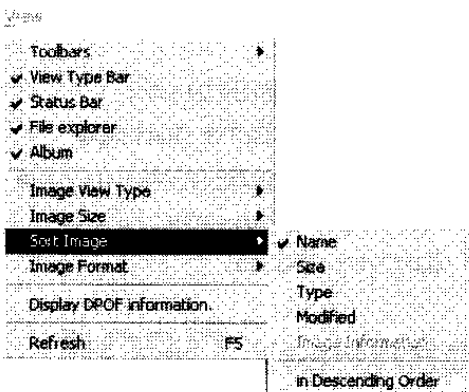 View
Toolbars
View Type Bar
Status Bar
File explorer
Album
Image View Type
Image Size
Sort Image
Image Format
Display DPOF information.
Refresh F5
Name
Size
Type
Modified
Image Information
in Descending Order